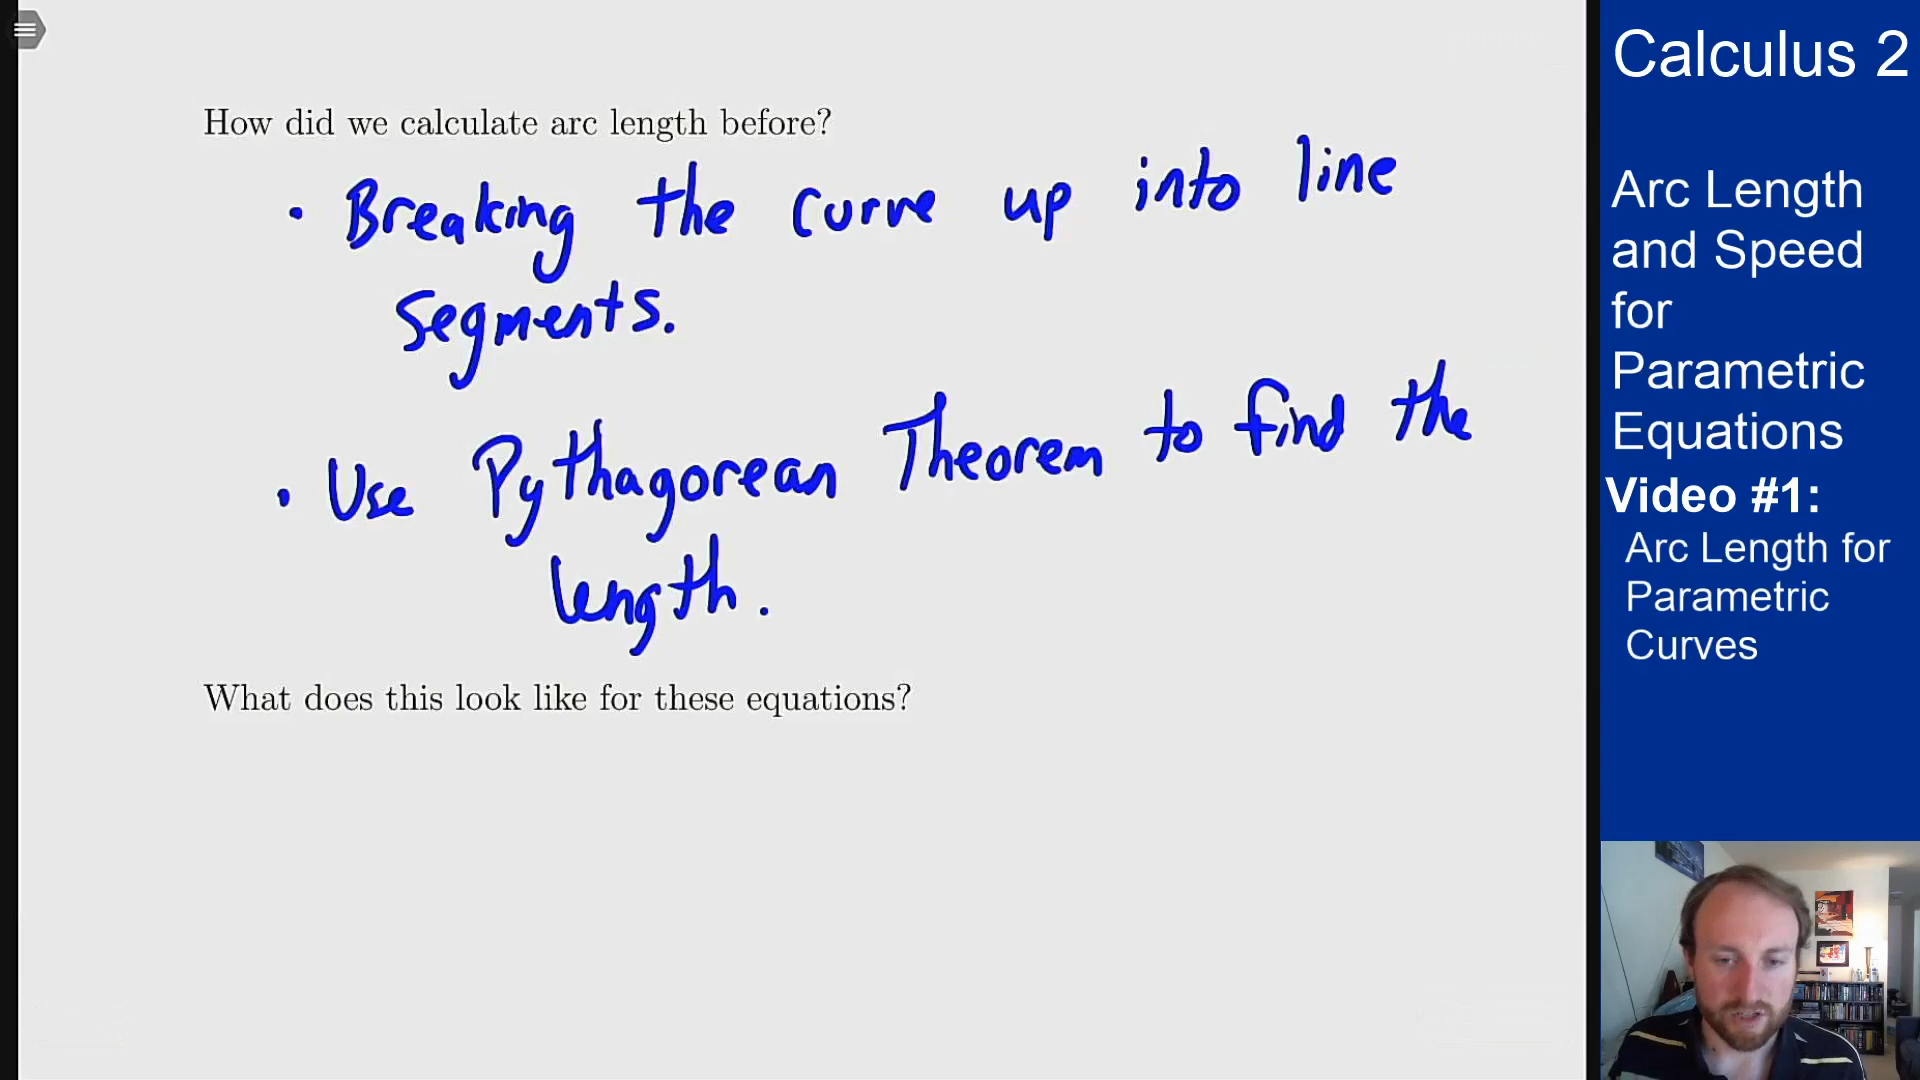 How did we calculate arc length before?
· Breaking the curve up into line
segments.
· Use Pythagorean Theorem to find the
length.
What does this look like for these equations?
Calculus 2
Arc Length
and Speed
for
Parametric
Equations
Video #1:
Arc Length for
Parametric
Curves